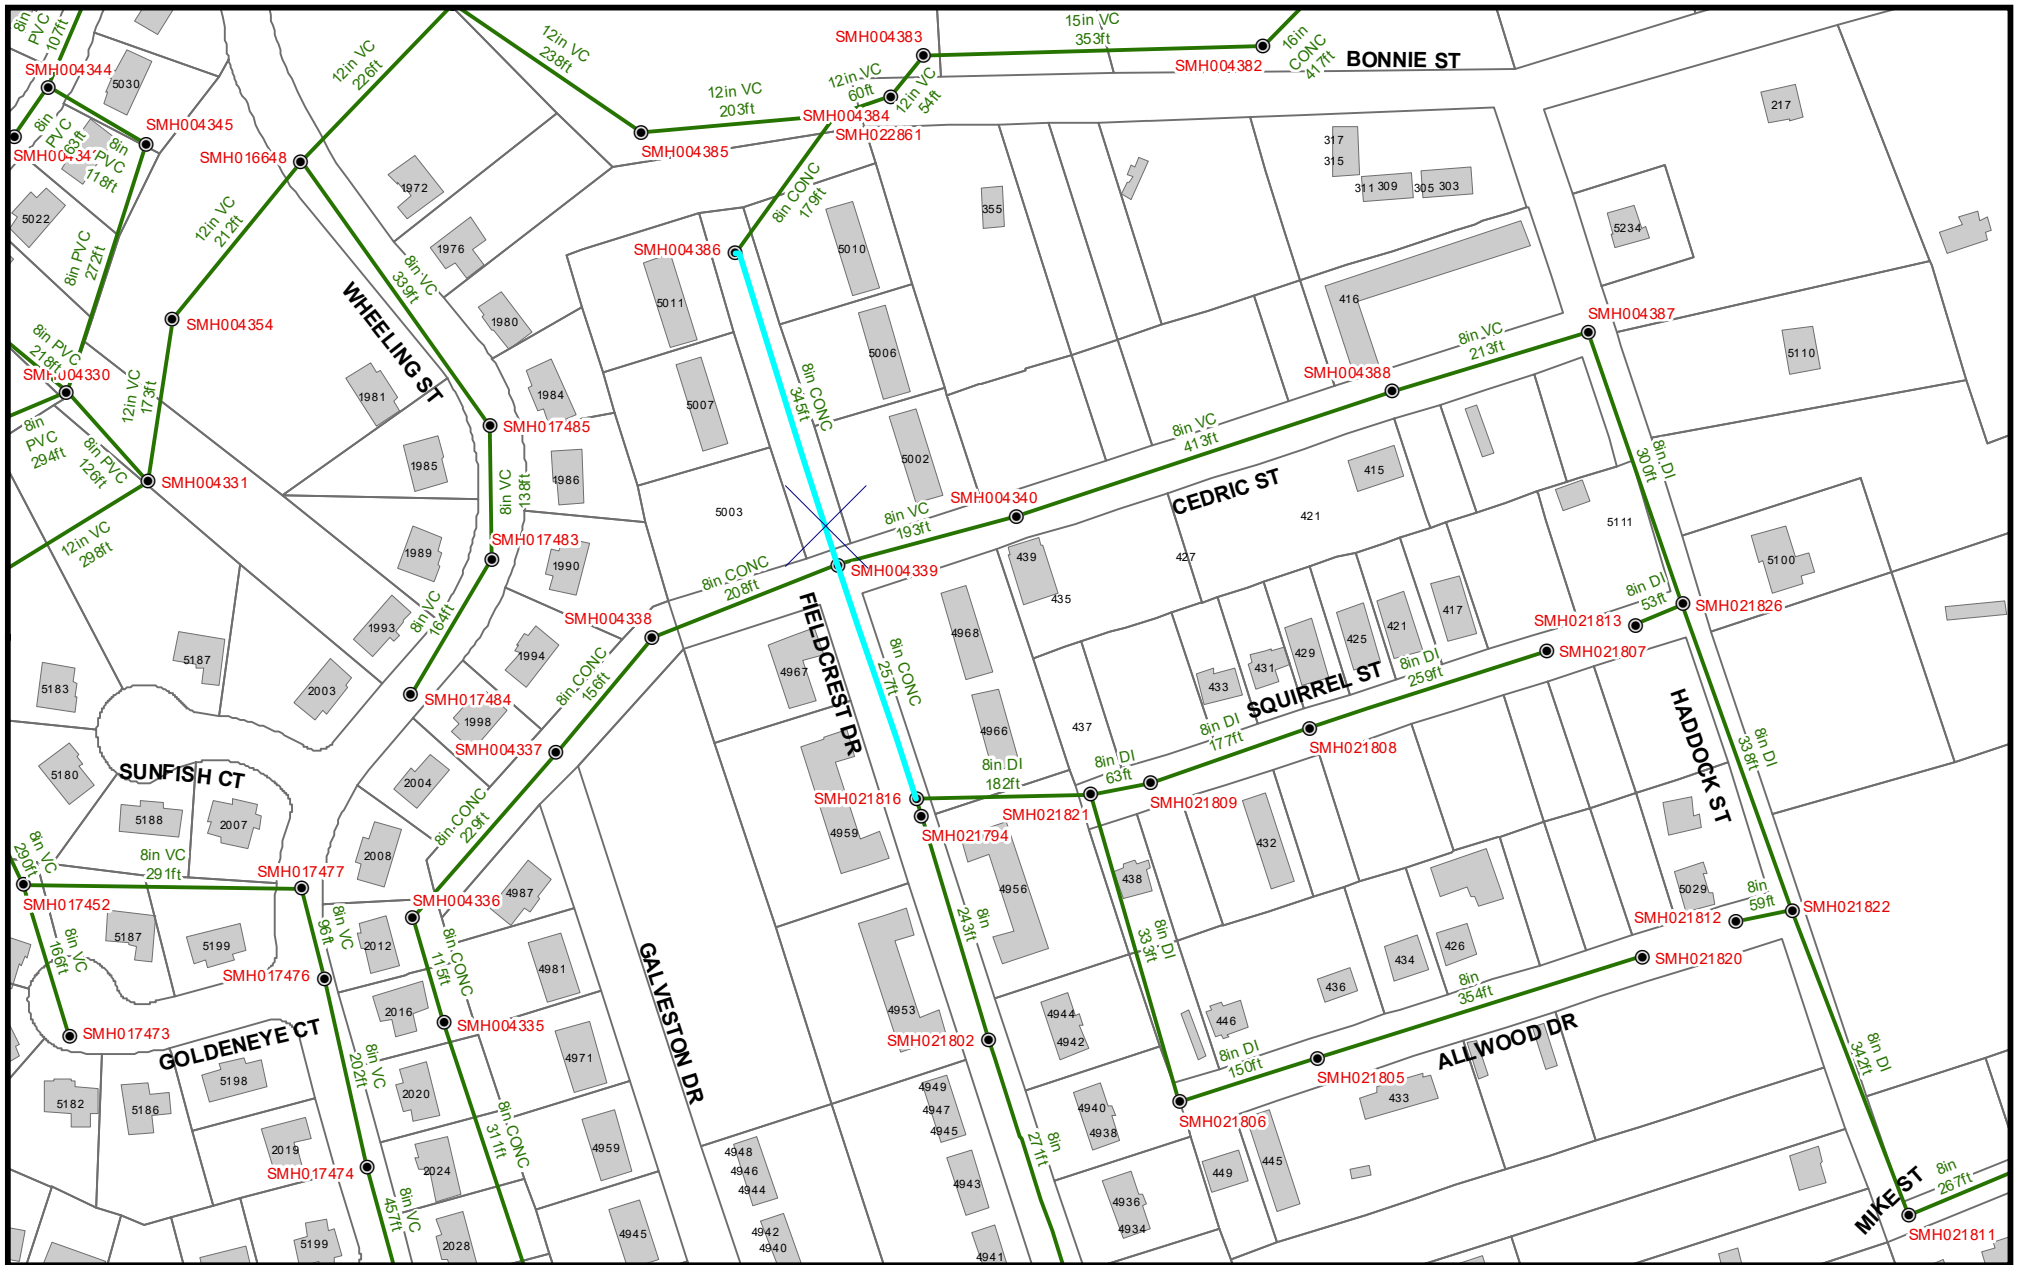 8in
PVC
107ft
SMH004344
5030
8in
PVC
63ft
8in
PVC
118ft
SMH004345
5022
8in PVC
272ft
12in VC
226ft
SMH016648
12in VC
212ft
12in VC
238ft
12in VC
203ft
SMH004385
SMH004383
12in VC
60ft
12in VC
54ft
SMH004384
SMH022861
15in VC
353ft
SMH004382
16in
CONC
417ft
BONNIE ST
217
317
315
311
309
305
303
355
1972
1976
8in VC
339ft
1980
WHEELING ST
SMH004354
8in CONC
179ft
SMH004386
5010
5011
5006
5007
5002
5003
8in CONC
345ft
416
5234
SMH004387
8in VC
213ft
SMH004388
5110
8in PVC
218ft
SMH004330
12in VC
173ft
8in
PVC
294ft
8in PVC
126ft
SMH004331
12in VC
298ft
1981
1984
SMH017485
1985
1986
8in VC
138ft
SMH017483
1989
1990
8in VC
164ft
1993
1994
SMH017484
1998
8in VC
413ft
SMH004340
8in VC
193ft
CEDRIC ST
415
421
427
8in DI
300ft
5111
5100
SMH004339
8in CONC
208ft
SMH004338
8in CONC
156ft
SMH004337
439
435
437
433
431
429
425
421
417
8in DI
53ft
SMH021826
SMH021813
SMH021807
SQUIRREL ST
8in DI
259ft
SMH021808
8in DI
177ft
4968
4966
4967
FIELDCREST DR
8in CONC
257ft
8in DI
182ft
8in DI
63ft
SMH021809
SMH021816
SMH021821
SMH021794
4959
4956
HADDOCK ST
8in DI
338ft
5183
5187
2003
5180
SUNFISH CT
5188
2007
2004
2008
8in CONC
229ft
8in VC
290ft
8in VC
291ft
SMH017477
SMH017452
5187
5199
8in VC
166ft
SMH017473
8in VC
96ft
SMH017476
2012
SMH004336
4987
8in CONC
115ft
4981
2016
SMH004335
4971
GOLDENEYE CT
5182
5186
5198
2019
8in VC
202ft
2020
2024
SMH017474
8in CONC
311ft
4959
4945
8in VC
457ft
5199
2028
GALVESTON DR
4953
8in
243ft
SMH021802
4944
4942
4940
4938
4936
4934
4949
4947
4945
4943
4941
4948
4946
4944
4942
4940
8in
271ft
432
438
8in DI
333ft
446
436
434
426
5029
8in
59ft
SMH021812
SMH021822
SMH021820
8in
354ft
ALLWOOD DR
8in DI
150ft
SMH021805
433
SMH021806
449
445
8in DI
342ft
MIKE ST
8in
267ft
SMH021811